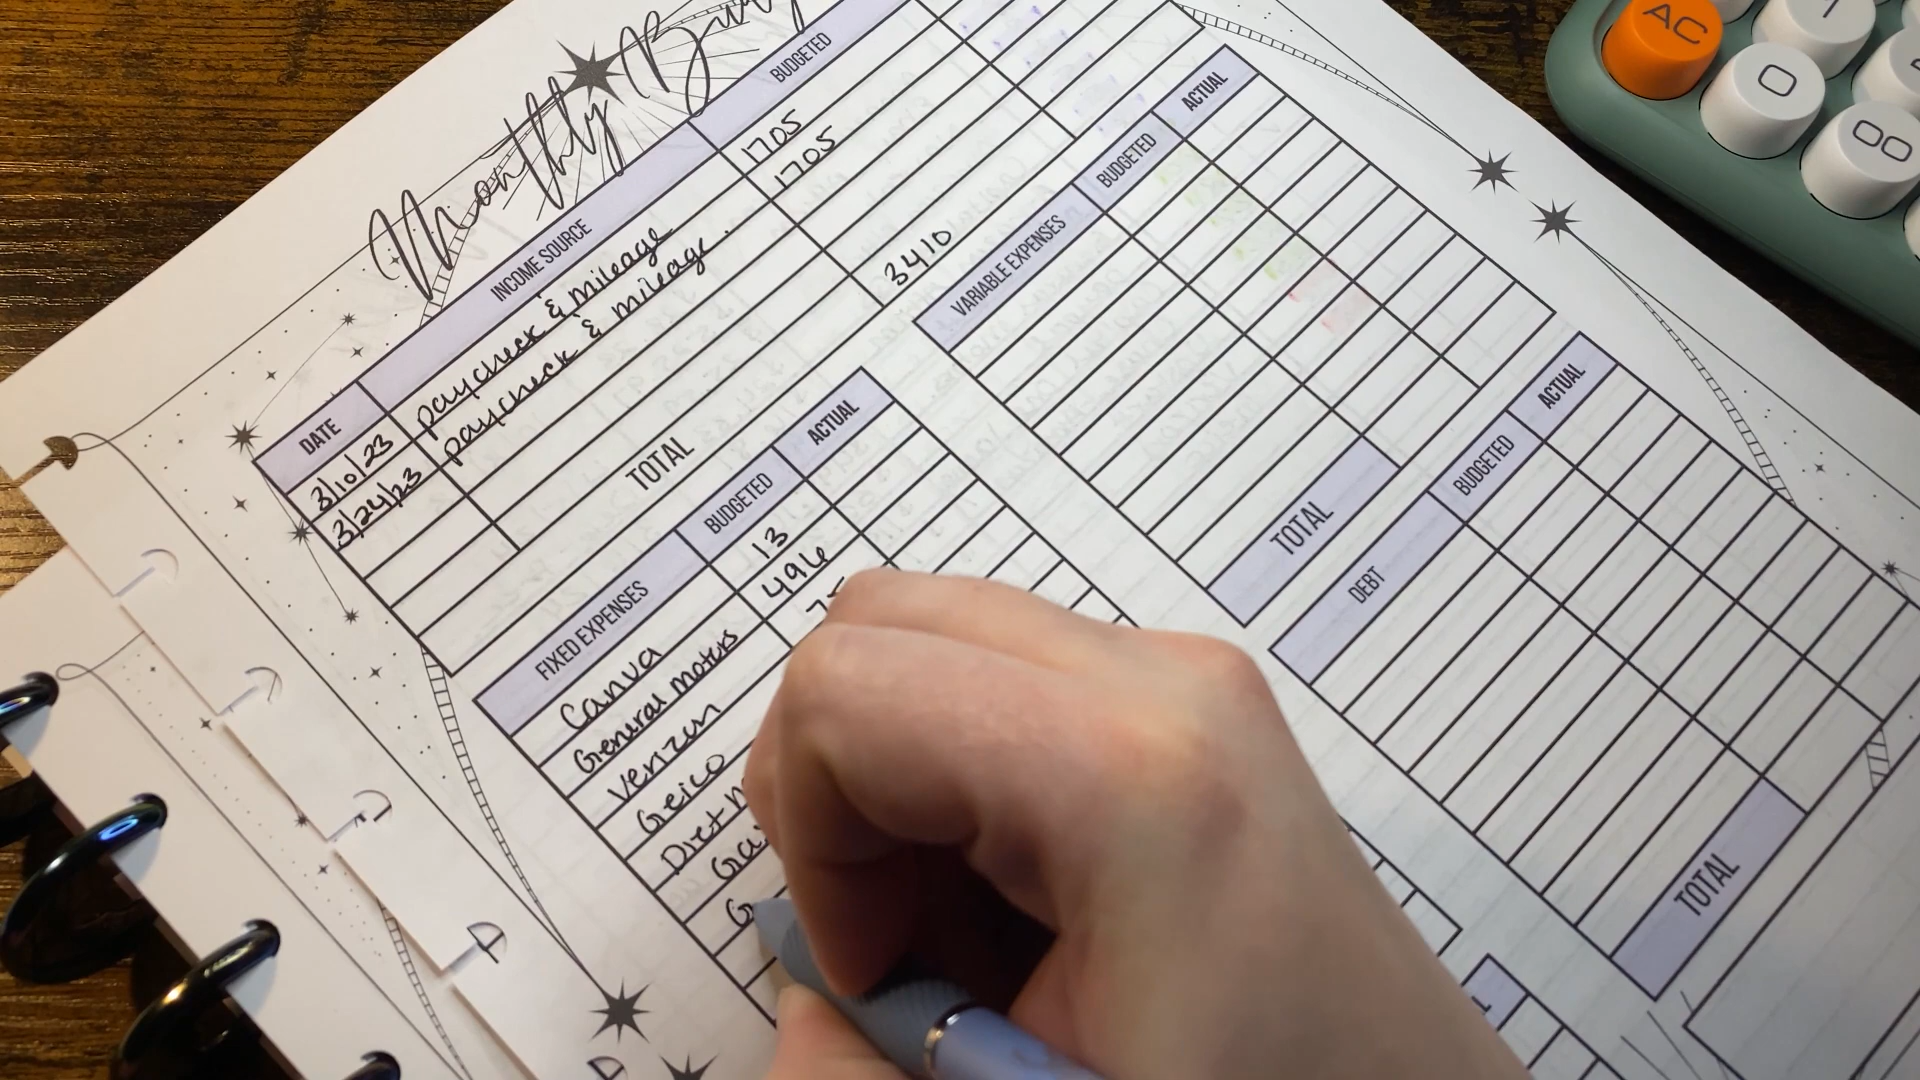 Monthly
DATE INCOME SOURCE BUDGETED
3/10/23 paycheck & mileage 1705
3/24/23 paycheck & mileage. 1705
TOTAL 3410
FIXED EXPENSES BUDGETED ACTUAL
Canva 13
General motors 496
Verizon 75
Geico
VARIABLE EXPENSES BUDGETED ACTUAL
TOTAL
DEBT BUDGETED ACTUAL
TOTAL
AC
0
00